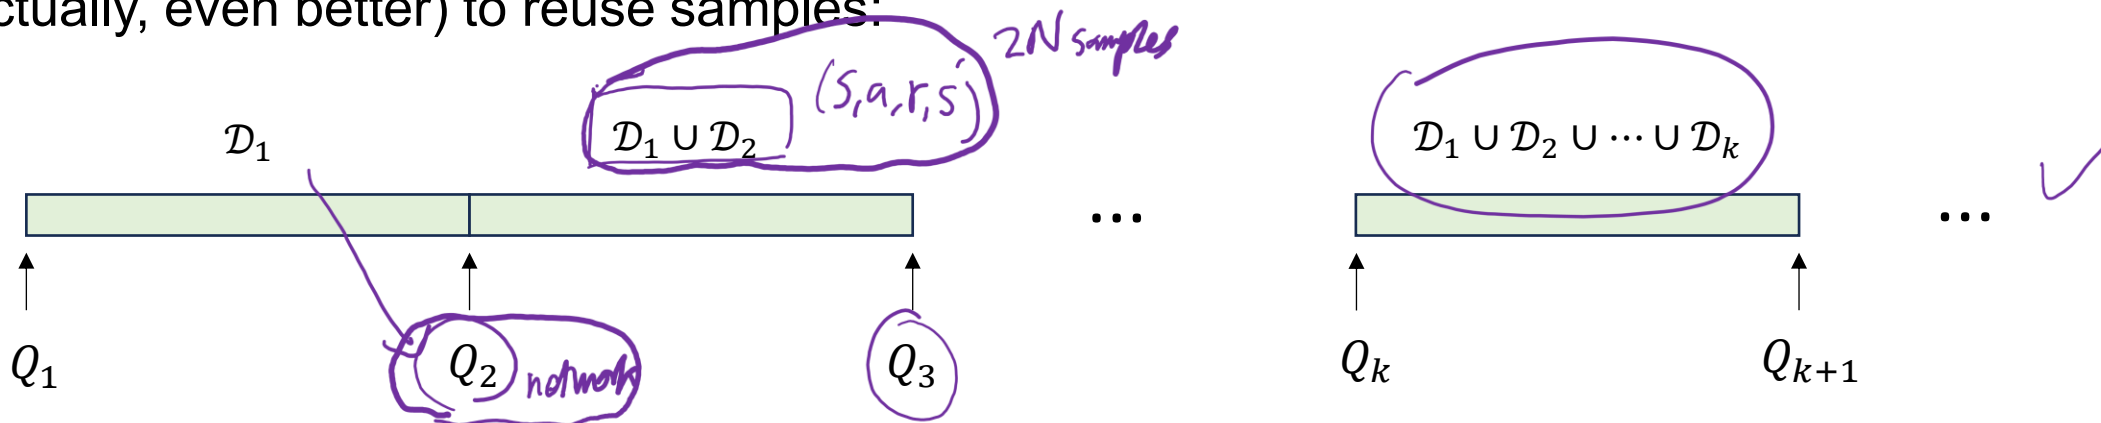 ctually, even better) to reuse samples:
2N samples
(s,a,r,s')
𝒟₁ 𝒟₁ ∪ 𝒟₂ 𝒟₁ ∪ 𝒟₂ ∪ ⋯ ∪ 𝒟ₖ
... ...
Q₁ Q₂ network Q₃ Qₖ Qₖ₊₁